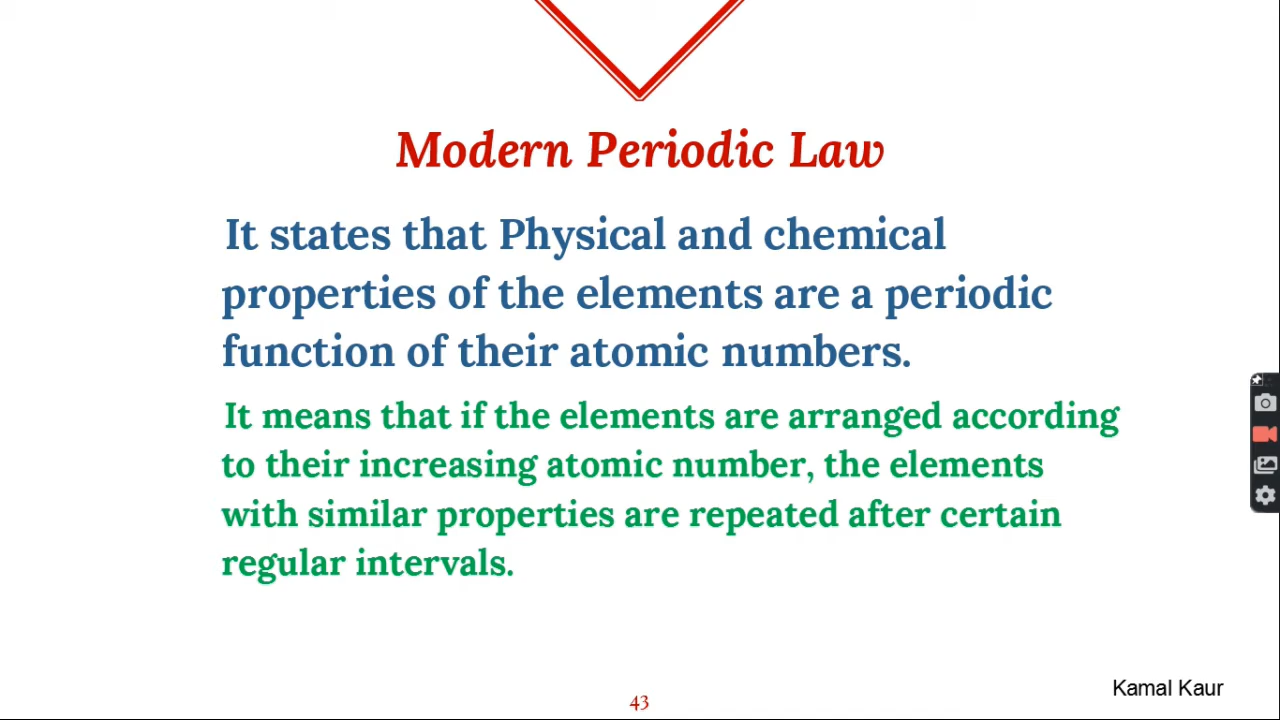 Modern Periodic Law
It states that Physical and chemical
properties of the elements are a periodic
function of their atomic numbers.
It means that if the elements are arranged according
to their increasing atomic number, the elements
with similar properties are repeated after certain
regular intervals.
Kamal Kaur
43